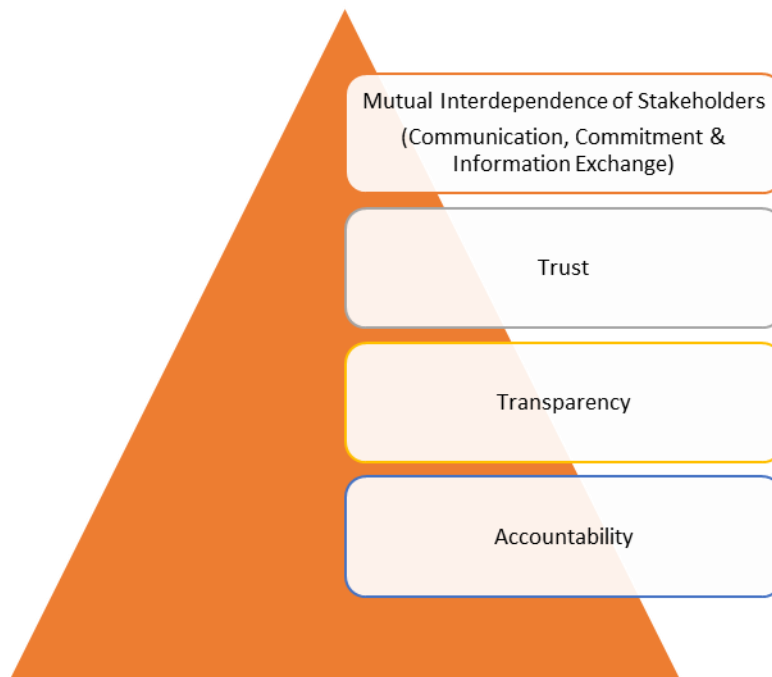 Mutual Interdependence of Stakeholders
(Communication, Commitment &
Information Exchange)
Trust
Transparency
Accountability